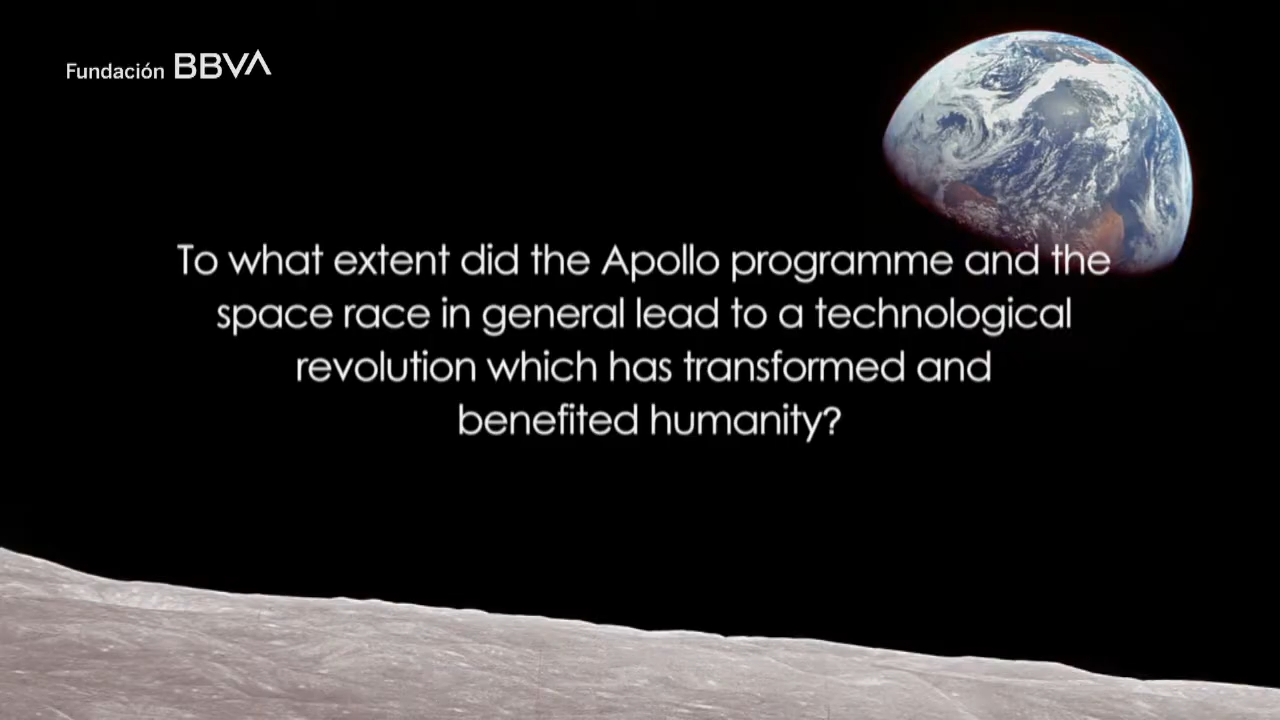 Fundación BBVA
To what extent did the Apollo programme and the
space race in general lead to a technological
revolution which has transformed and
benefited humanity?